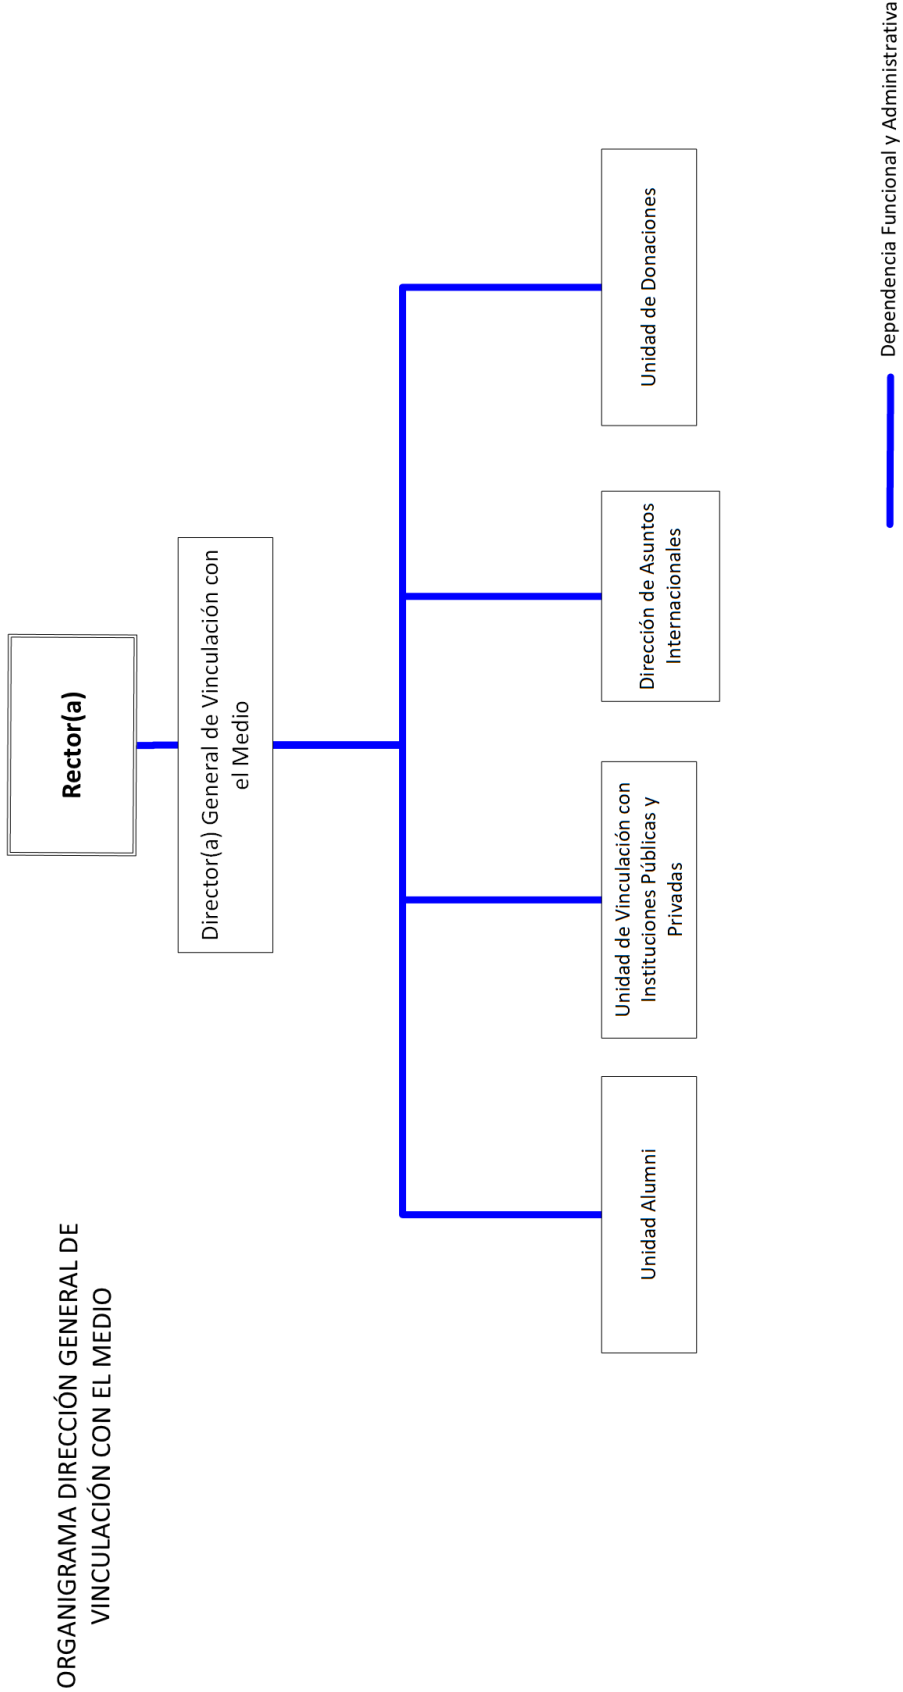 ORGANIGRAMA DIRECCIÓN GENERAL DE
VINCULACIÓN CON EL MEDIO
Rector(a)
Director(a) General de Vinculación con
el Medio
Unidad Alumni
Unidad de Vinculación con
Instituciones Públicas y
Privadas
Dirección de Asuntos
Internacionales
Unidad de Donaciones
Dependencia Funcional y Administrativa